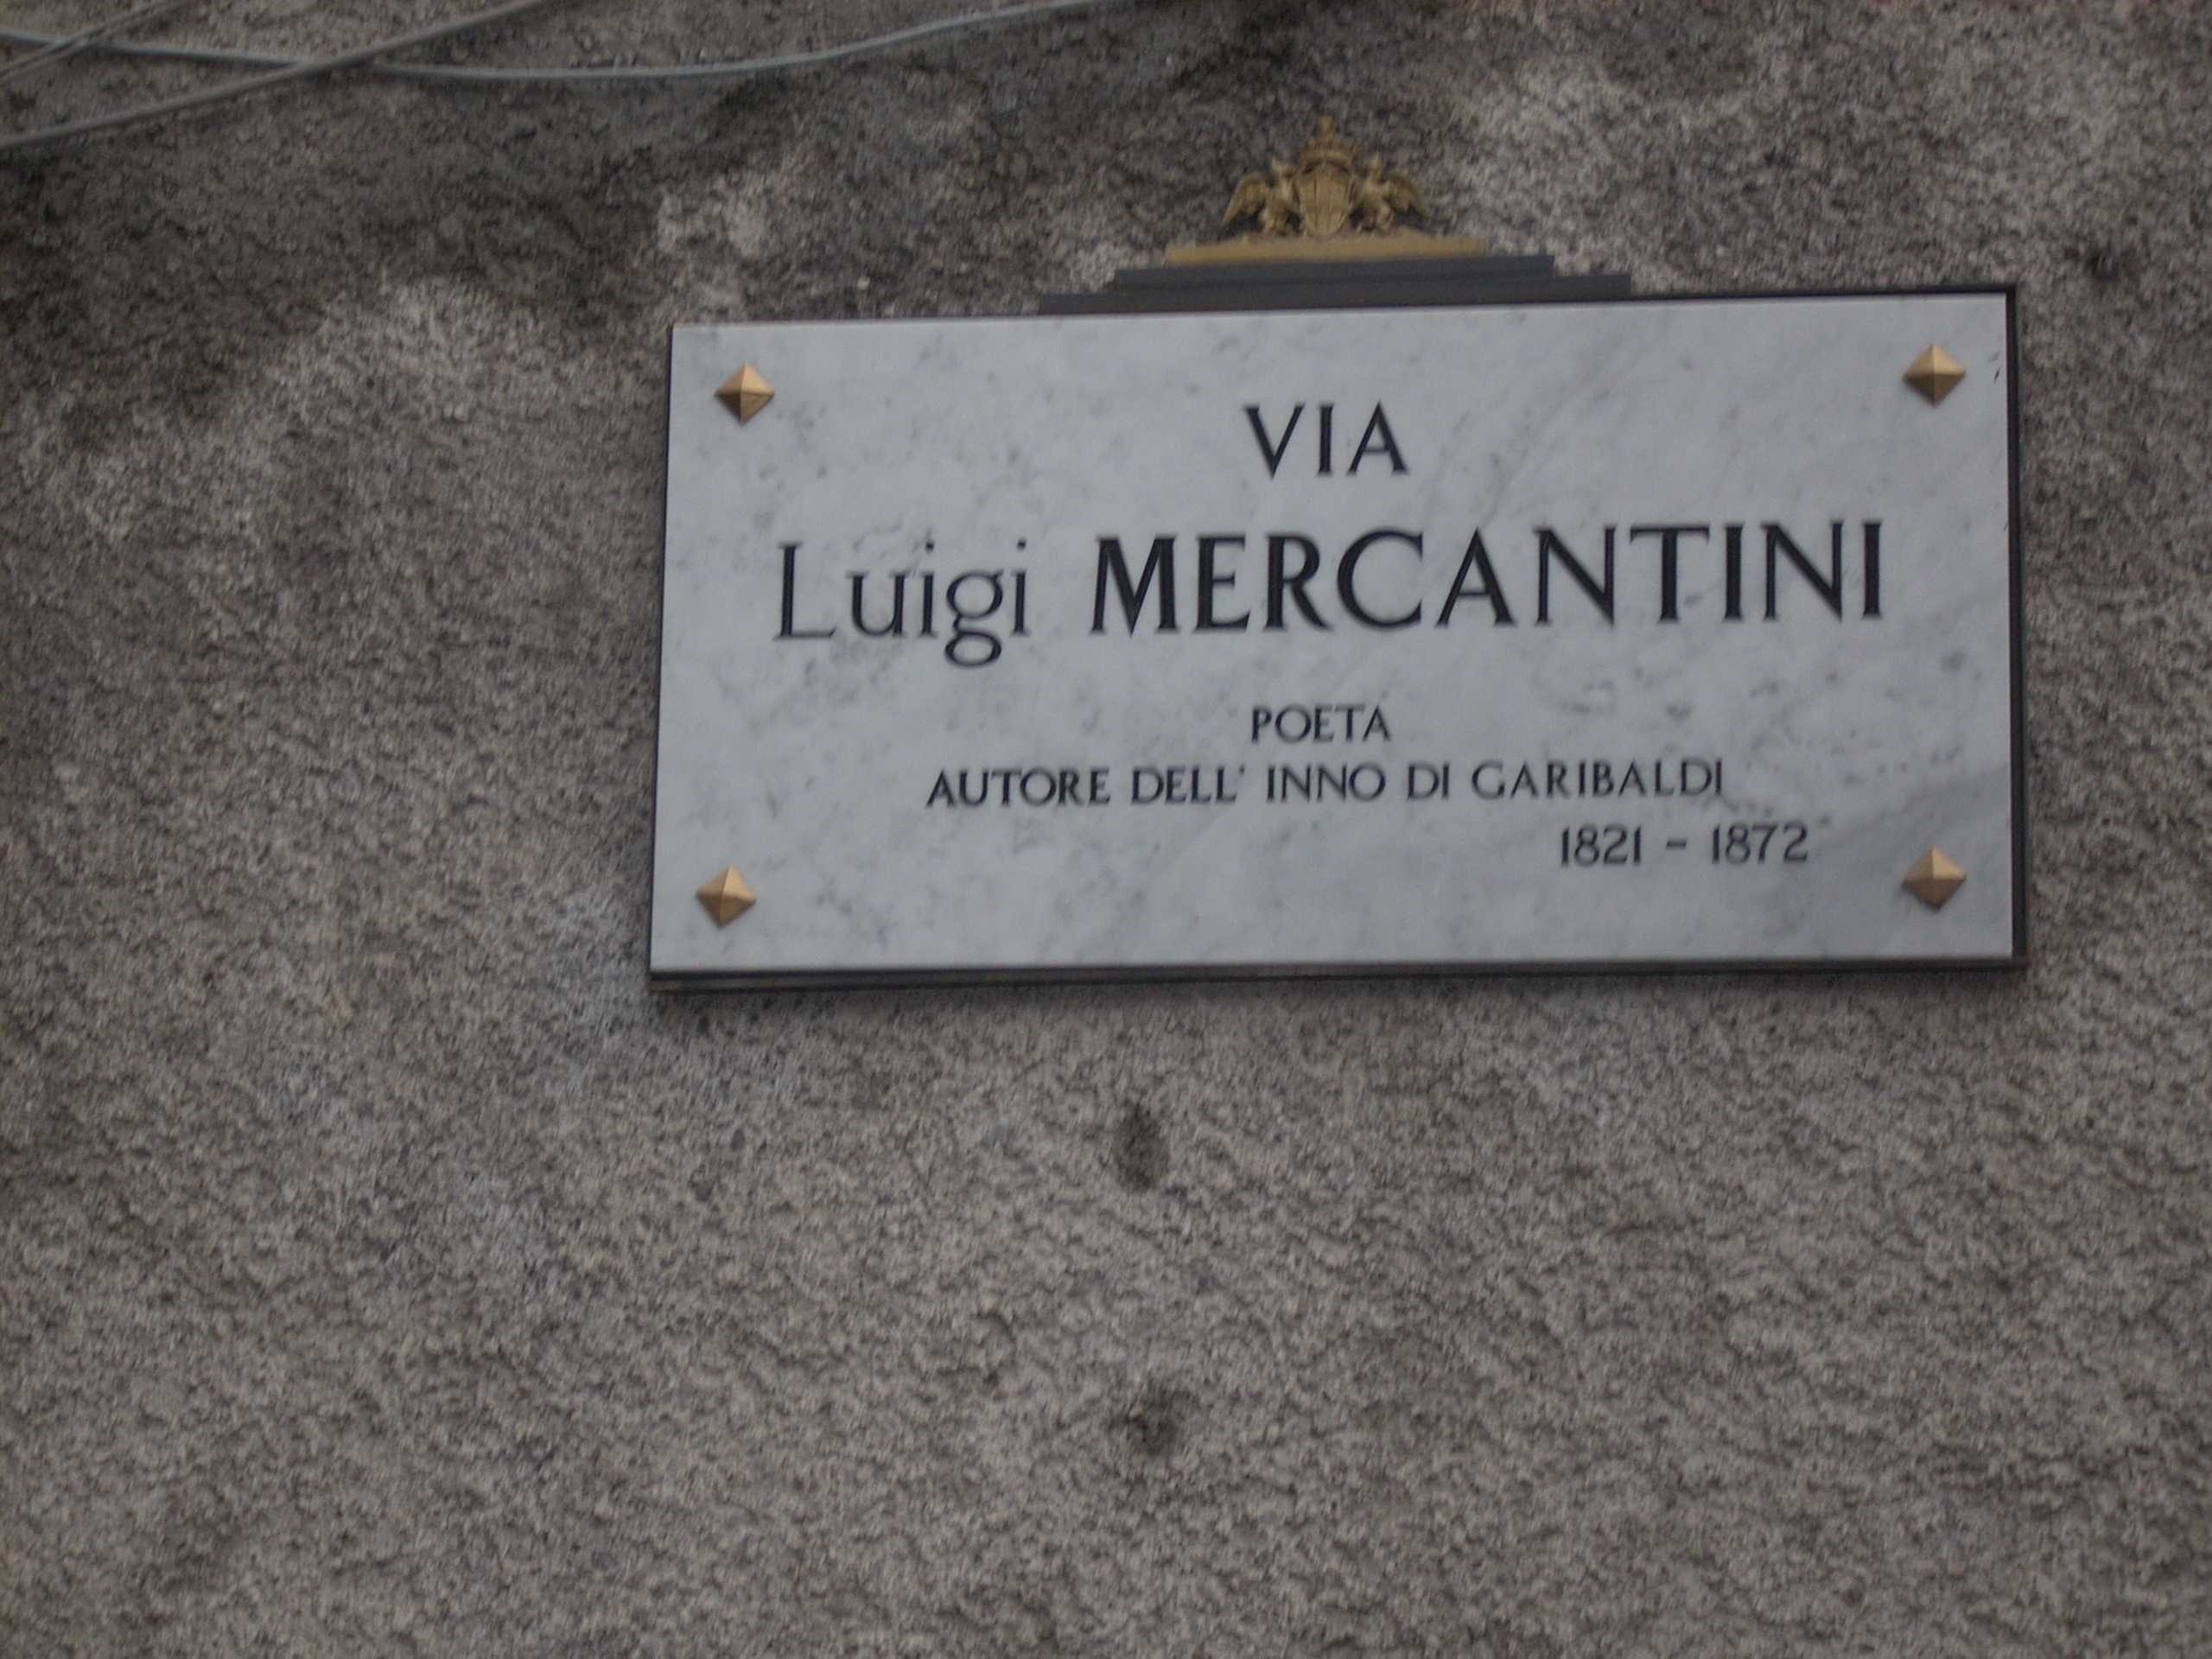 VIA
Luigi MERCANTINI
POETA
AUTORE DELL' INNO DI GARIBALDI
1821 - 1872